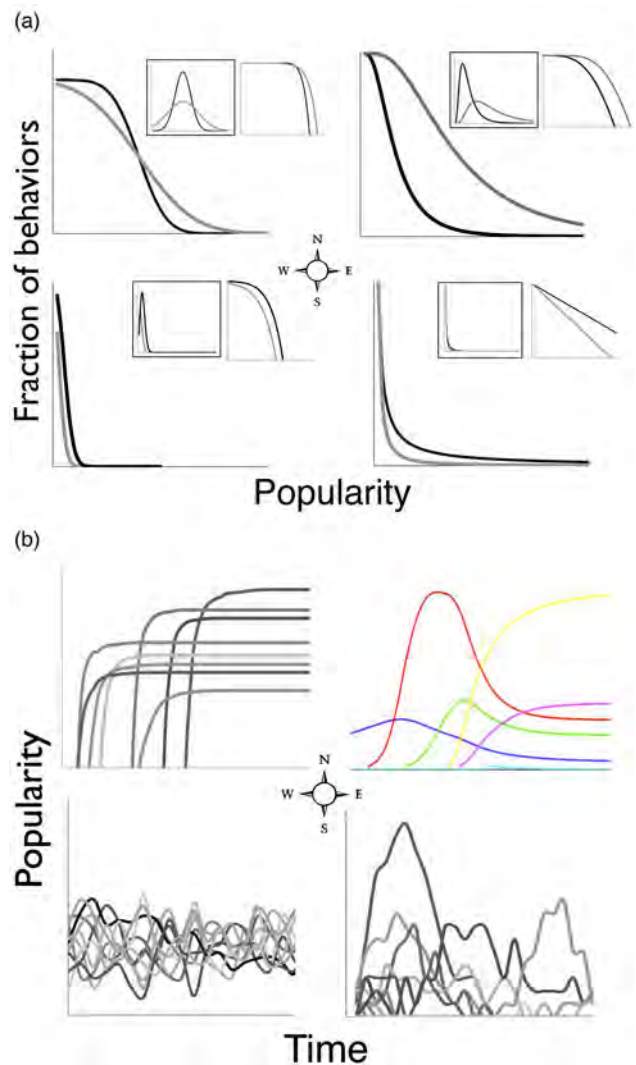 (a)
Fraction of behaviors
N
W E
S
Popularity
(b)
Popularity
N
W E
S
Time